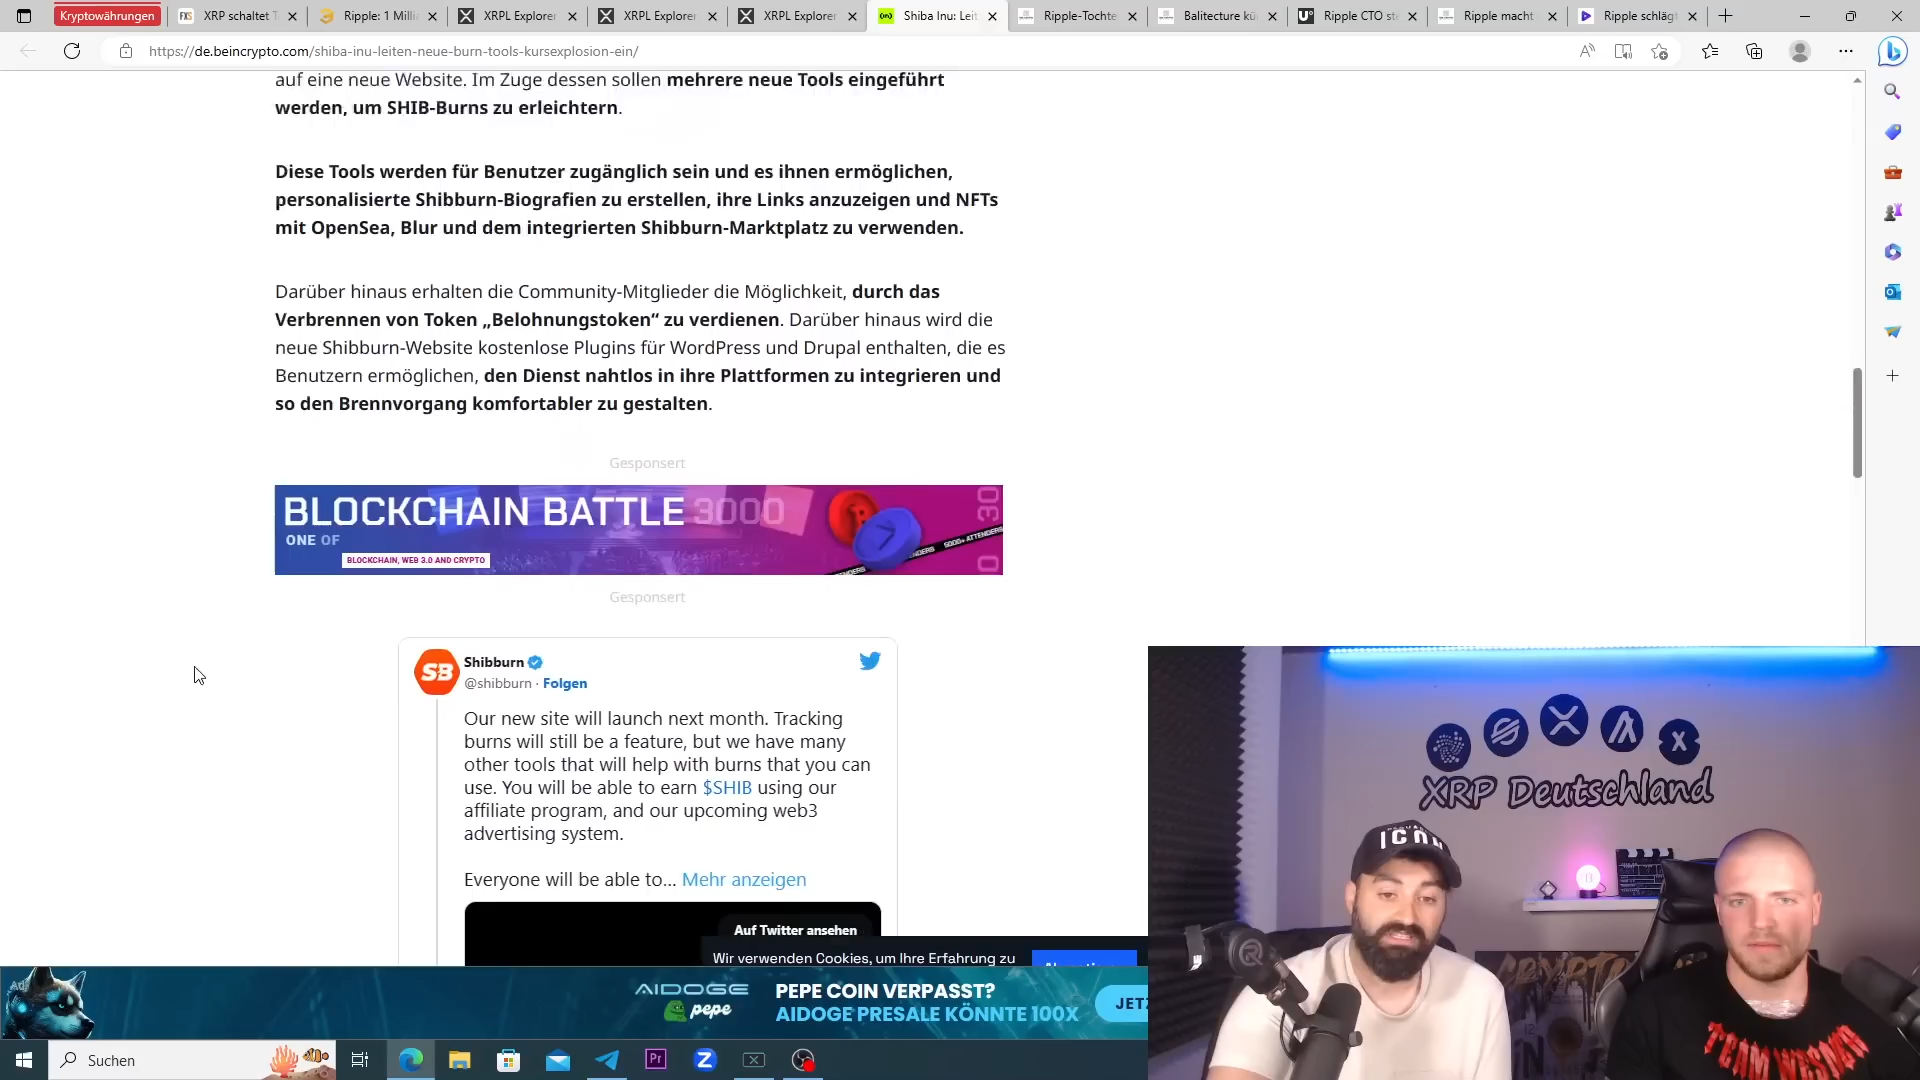 Kryptowährungen
XRP schaltet T
Ripple: 1 Milli
XRPL Explorer
XRPL Explorer
XRPL Explorer
Shiba Inu: Leit
Ripple-Tochte
Balitecture kü
Ripple CTO ste
Ripple macht
Ripple schläg
https://de.beincrypto.com/shiba-inu-leiten-neue-burn-tools-kursexplosion-ein/
auf eine neue Website. Im Zuge dessen sollen mehrere neue Tools eingeführt
werden, um SHIB-Burns zu erleichtern.
Diese Tools werden für Benutzer zugänglich sein und es ihnen ermöglichen,
personalisierte Shibburn-Biografien zu erstellen, ihre Links anzuzeigen und NFTs
mit OpenSea, Blur und dem integrierten Shibburn-Marktplatz zu verwenden.
Darüber hinaus erhalten die Community-Mitglieder die Möglichkeit, durch das
Verbrennen von Token „Belohnungstoken“ zu verdienen. Darüber hinaus wird die
neue Shibburn-Website kostenlose Plugins für WordPress und Drupal enthalten, die es
Benutzern ermöglichen, den Dienst nahtlos in ihre Plattformen zu integrieren und
so den Brennvorgang komfortabler zu gestalten.
Gesponsert
BLOCKCHAIN BATTLE 3000
ONE OF
BLOCKCHAIN, WEB 3.0 AND CRYPTO
5000+ ATTENDERS
Gesponsert
SB
Shibburn
@shibburn · Folgen
Our new site will launch next month. Tracking
burns will still be a feature, but we have many
other tools that will help with burns that you can
use. You will be able to earn $SHIB using our
affiliate program, and our upcoming web3
advertising system.
Everyone will be able to... Mehr anzeigen
Auf Twitter ansehen
Wir verwenden Cookies, um Ihre Erfahrung zu
AIDOGE
pepe
PEPE COIN VERPASST?
AIDOGE PRESALE KÖNNTE 100X
JETZ
XRP Deutschland
ICON
CRYPTO
Suchen